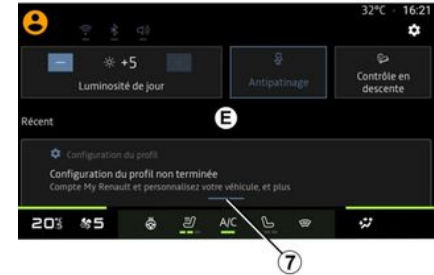 32°C 16:21
+5
Luminosité de jour
Antipatinage
Contrôle en
descente
E
Récent
Configuration du profil
Configuration du profil non terminée
Compte My Renault et personnalisez votre véhicule, et plus
5
A/C
7